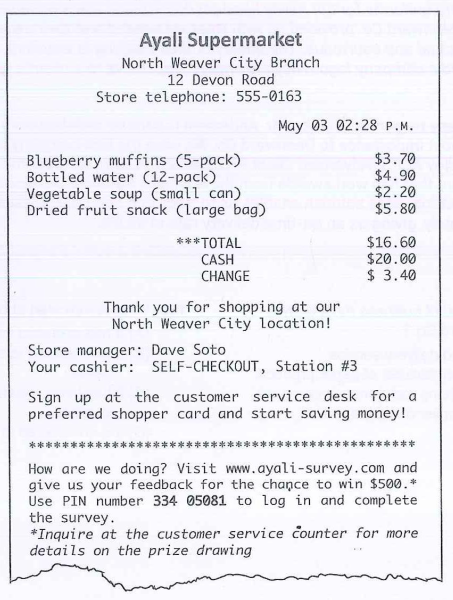 Ayali Supermarket
North Weaver City Branch
12 Devon Road
Store telephone: 555-0163
May 03 02:28 P.M.
Blueberry muffins (5-pack) $3.70
Bottled water (12-pack) $4.90
Vegetable soup (small can) $2.20
Dried fruit snack (large bag) $5.80
***TOTAL $16.60
CASH $20.00
CHANGE $ 3.40
Thank you for shopping at our
North Weaver City location!
Store manager: Dave Soto
Your cashier: SELF-CHECKOUT, Station #3
Sign up at the customer service desk for a
preferred shopper card and start saving money!
***********************************************
How are we doing? Visit www.ayali-survey.com and
give us your feedback for the chance to win $500.*
Use PIN number 334 05081 to log in and complete
the survey.
*Inquire at the customer service counter for more
details on the prize drawing